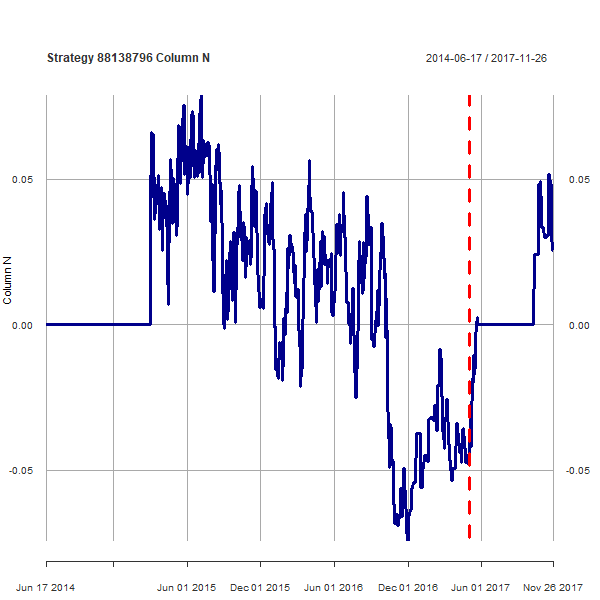 Strategy 88138796 Column N
2014-06-17 / 2017-11-26
0.05
0.05
Column N
0.00
0.00
-0.05
-0.05
Jun 17 2014
Jun 01 2015
Dec 01 2015
Jun 01 2016
Dec 01 2016
Jun 01 2017
Nov 26 2017